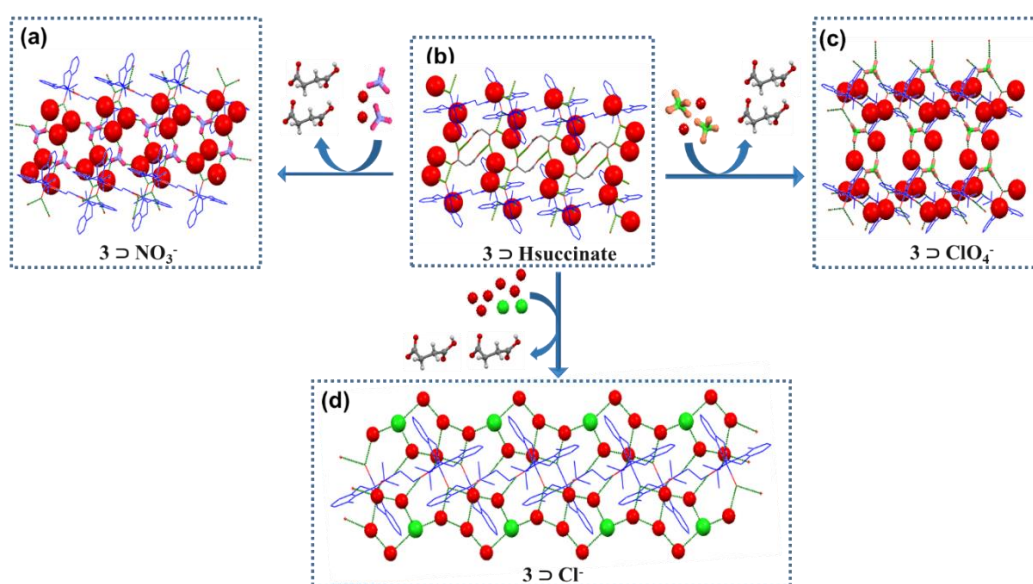 (a)
(b)
(c)
3 ⊃ NO₃⁻
3 ⊃ Hsuccinate
3 ⊃ ClO₄⁻
(d)
3 ⊃ Cl⁻